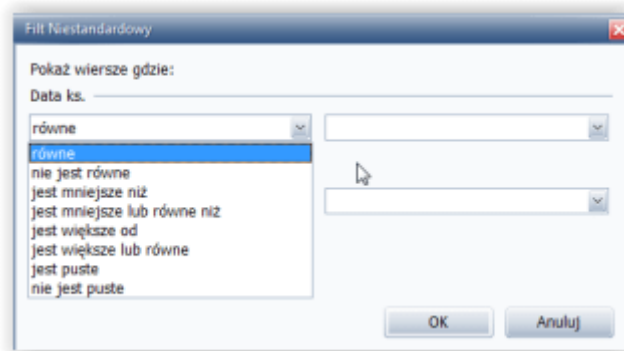 Filt Niestandardowy
Pokaż wiersze gdzie:
Data ks.
równe
równe
nie jest równe
jest mniejsze niż
jest mniejsze lub równe niż
jest większe od
jest większe lub równe
jest puste
nie jest puste
OK
Anuluj